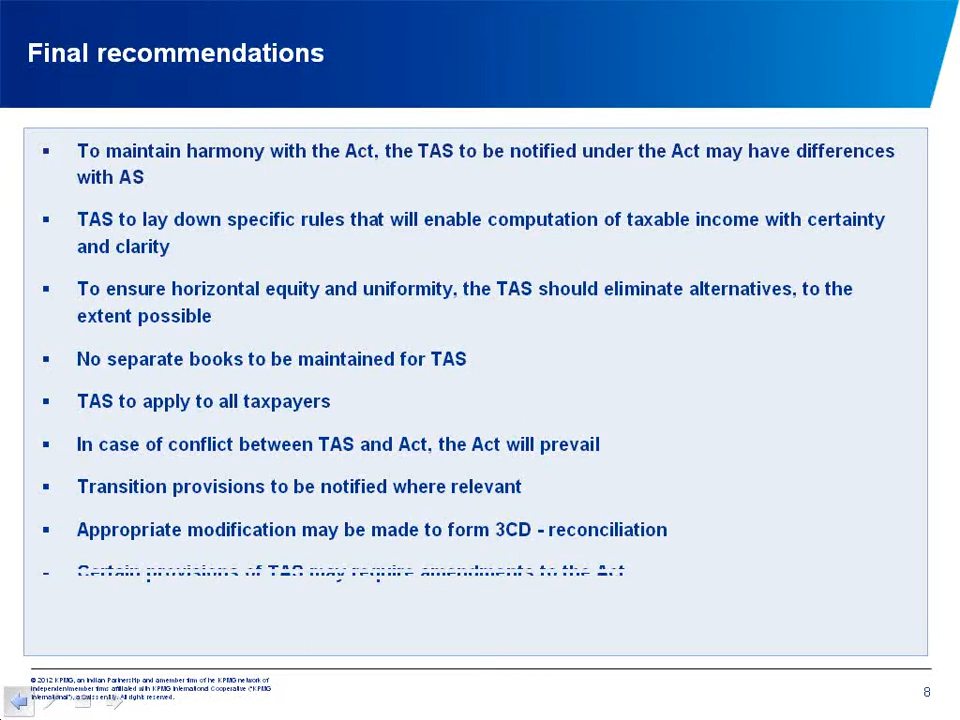 Final recommendations
▪ To maintain harmony with the Act, the TAS to be notified under the Act may have differences
with AS
▪ TAS to lay down specific rules that will enable computation of taxable income with certainty
and clarity
▪ To ensure horizontal equity and uniformity, the TAS should eliminate alternatives, to the
extent possible
▪ No separate books to be maintained for TAS
▪ TAS to apply to all taxpayers
▪ In case of conflict between TAS and Act, the Act will prevail
▪ Transition provisions to be notified where relevant
▪ Appropriate modification may be made to form 3CD - reconciliation
- Certain provisions of TAS may require amendments to the Act
© 2012 KPMG, an Indian Partnership and a member firm of the KPMG network of
independent member firms affiliated with KPMG International Cooperative ("KPMG
International"), a Swiss entity. All rights reserved.
8